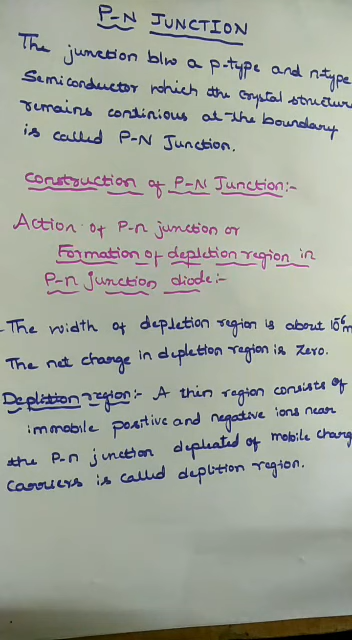 P-N JUNCTION
The junction b/w a p-type and n-type
Semiconductor which the crystal structure
remains continious at the boundary
is called P-N Junction.
Construction of P-N Junction:-
Action of P-n junction or
Formation of depletion region in
P-n junction diode:-
The width of depletion region is about 10⁻⁶m
The net charge in depletion region is Zero.
Deplition region:- A thin region consists of
immobile positive and negative ions near
the P-n junction depleated of mobile charge
carriers is called deplition region.